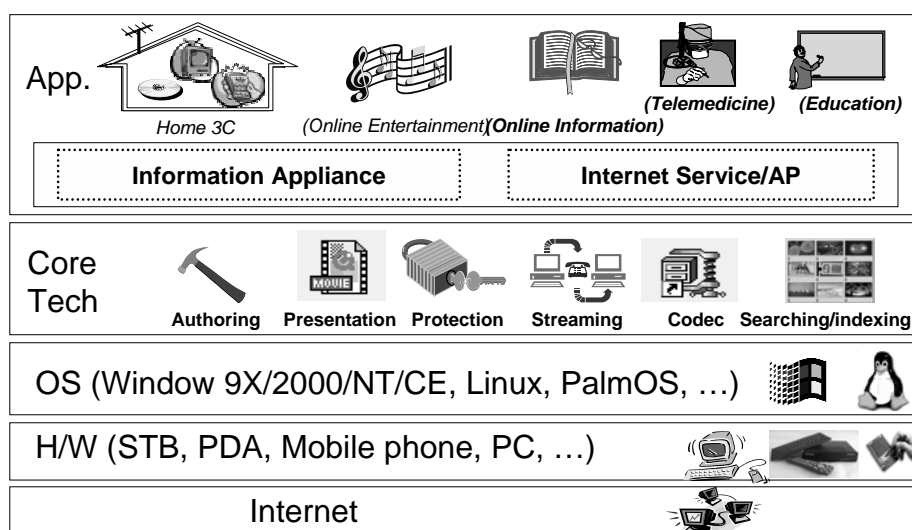 App.
Home 3C
(Online Entertainment)
(Online Information)
(Telemedicine)
(Education)
Information Appliance
Internet Service/AP
Core
Tech
MOVIE
Authoring
Presentation
Protection
Streaming
Codec
Searching/indexing
OS (Window 9X/2000/NT/CE, Linux, PalmOS, …)
H/W (STB, PDA, Mobile phone, PC, …)
Internet